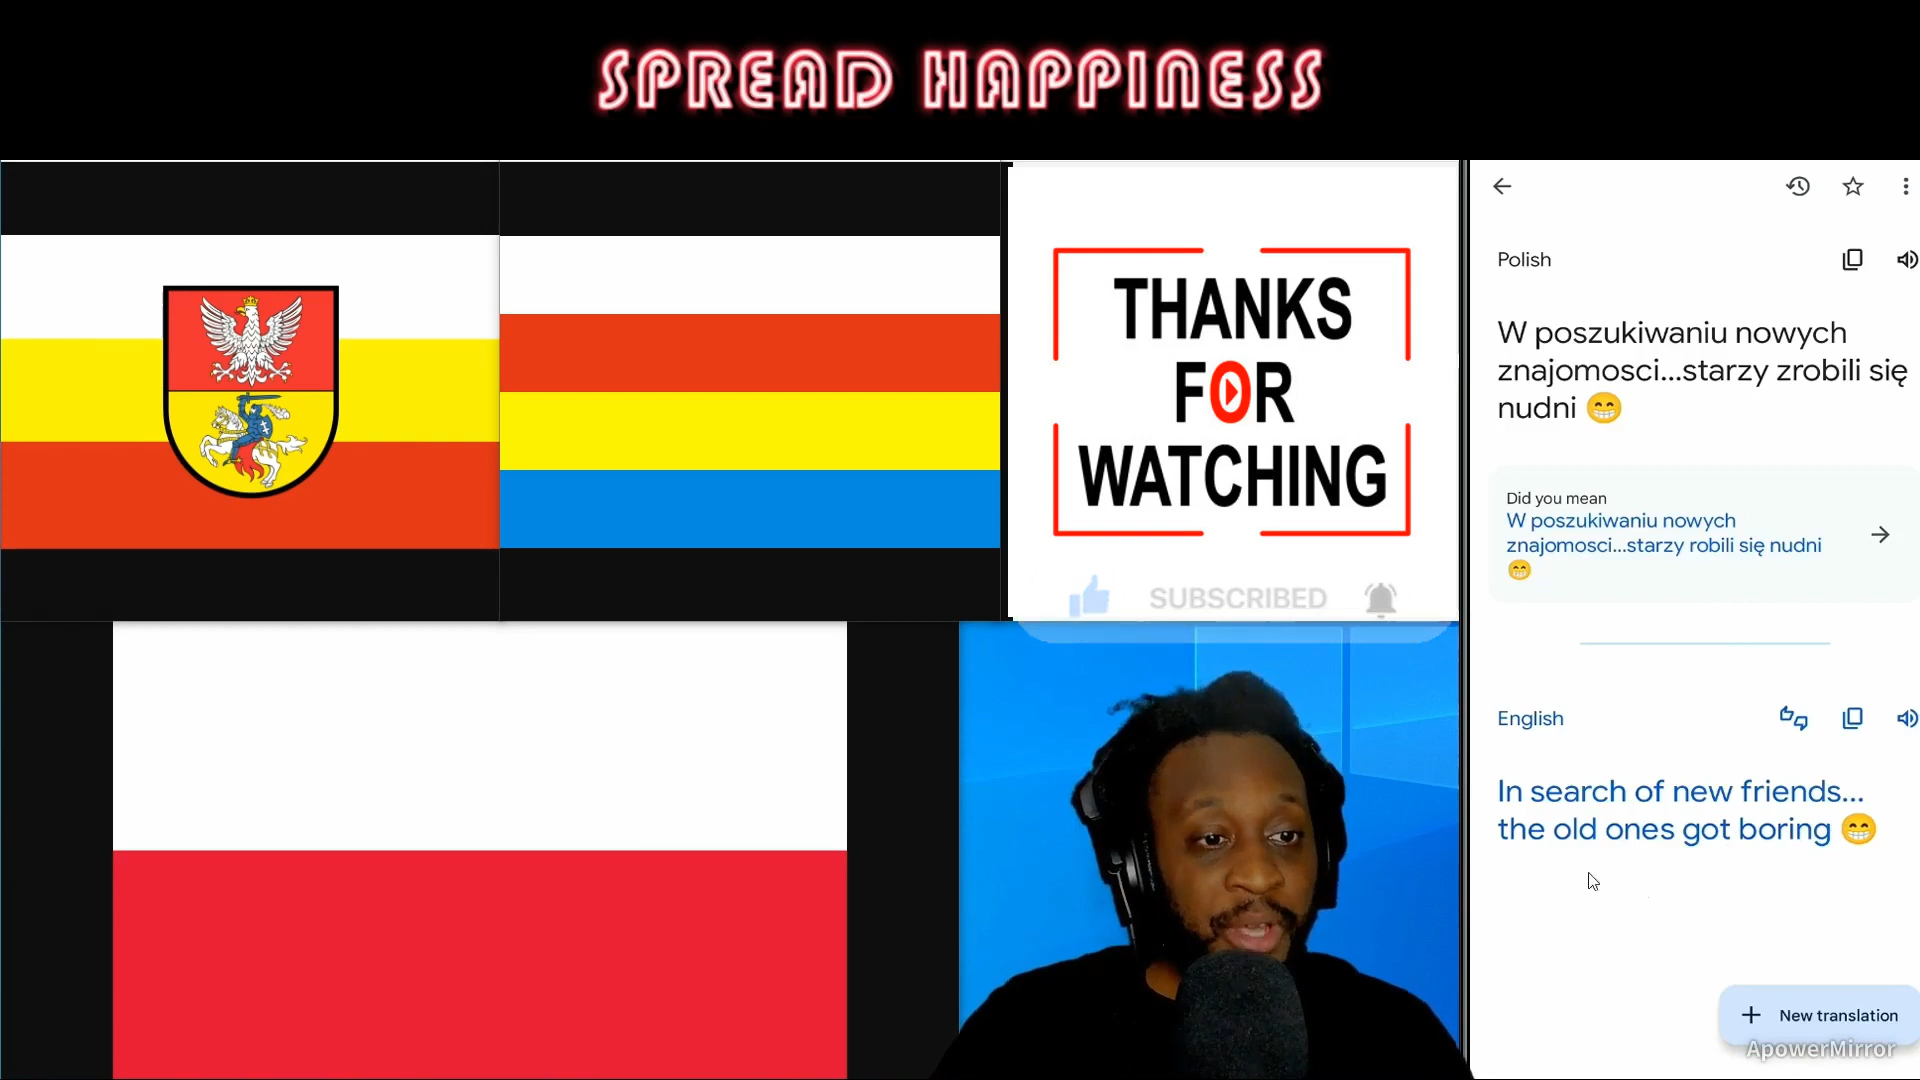 SPREAD HAPPINESS
THANKS
FOR
WATCHING
SUBSCRIBED
Polish
W poszukiwaniu nowych
znajomosci...starzy zrobili się
nudni 😁
Did you mean
W poszukiwaniu nowych
znajomosci...starzy robili się nudni
😁
English
In search of new friends...
the old ones got boring 😁
New translation
ApowerMirror